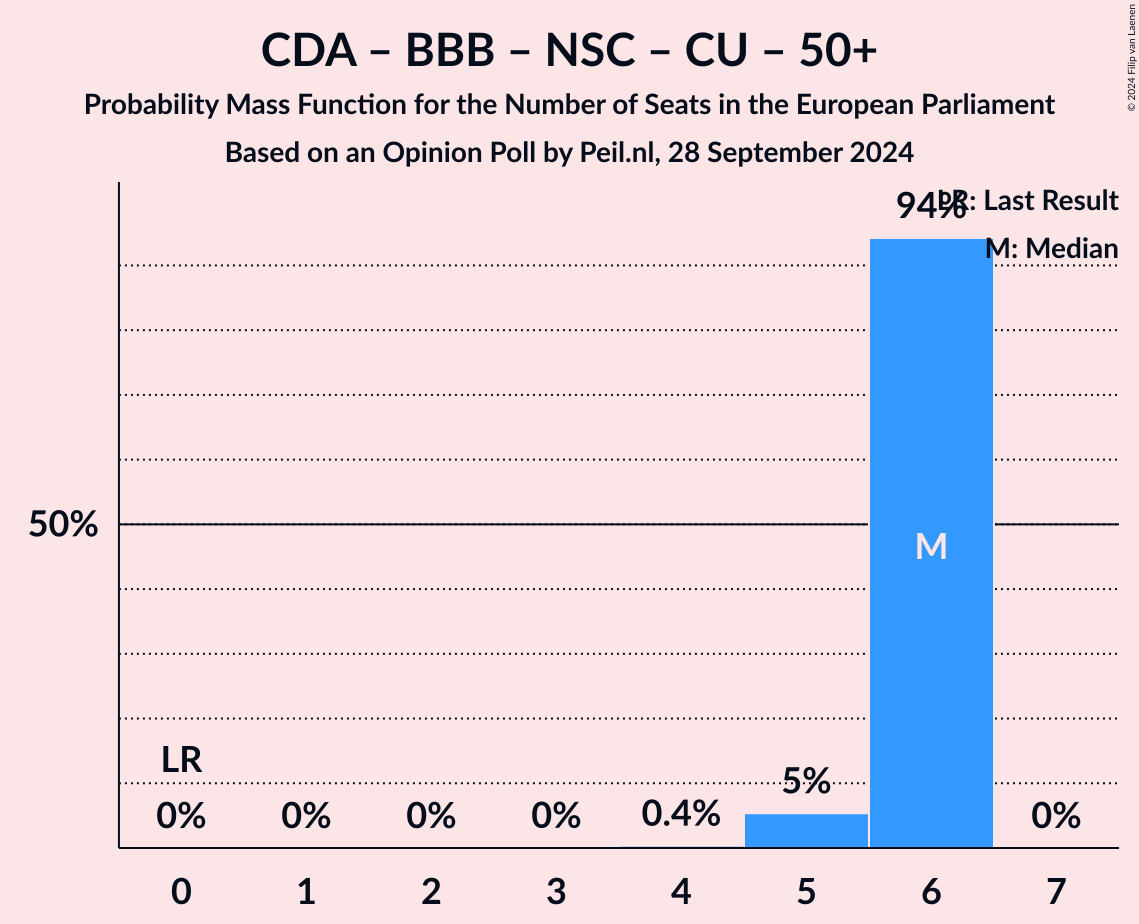 CDA – BBB – NSC – CU – 50+
Probability Mass Function for the Number of Seats in the European Parliament
Based on an Opinion Poll by Peil.nl, 28 September 2024
© 2024 Filip van Laenen
94%
LR: Last Result
M: Median
50%
M
LR
0% 0% 0% 0% 0.4% 5% 0%
0 1 2 3 4 5 6 7